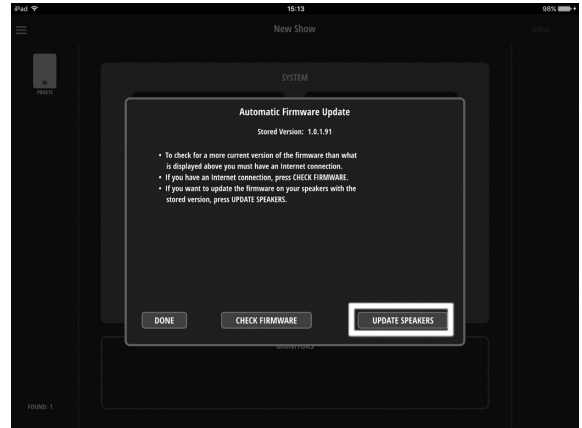 iPad 15:13 98%
New Show Done
SYSTEM
Automatic Firmware Update
Stored Version: 1.0.1.91
• To check for a more current version of the firmware than what
is displayed above you must have an Internet connection.
• If you have an Internet connection, press CHECK FIRMWARE.
• If you want to update the firmware on your speakers with the
stored version, press UPDATE SPEAKERS.
DONE CHECK FIRMWARE UPDATE SPEAKERS
MONITORS
FOUND: 1